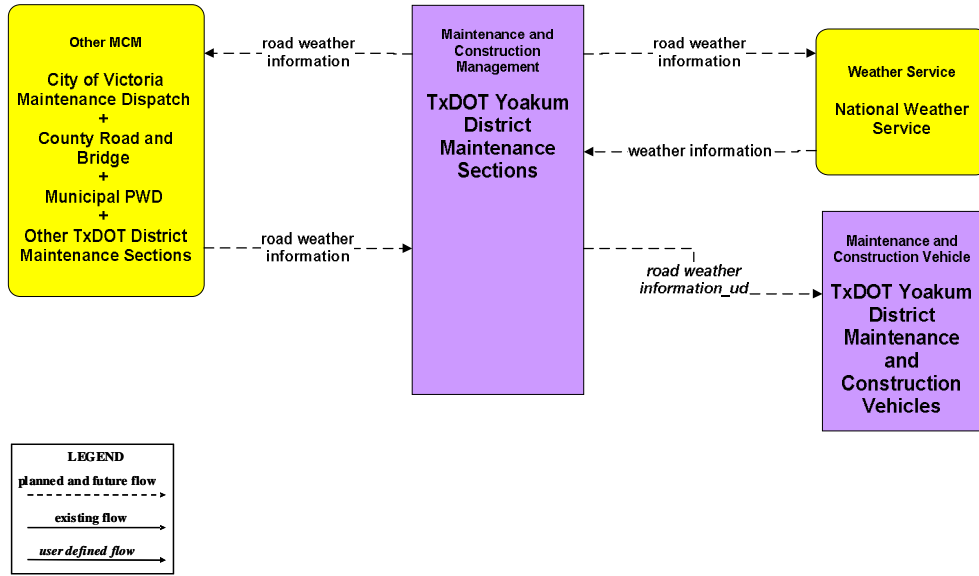 Other MCM
City of Victoria
Maintenance Dispatch
+
County Road and
Bridge
+
Municipal PWD
+
Other TxDOT District
Maintenance Sections
road weather
information
road weather
information
Maintenance and
Construction
Management
TxDOT Yoakum
District
Maintenance
Sections
road weather
information
weather information
road weather
information_ud
Weather Service
National Weather
Service
Maintenance and
Construction Vehicle
TxDOT Yoakum
District
Maintenance
and
Construction
Vehicles
LEGEND
planned and future flow
existing flow
user defined flow